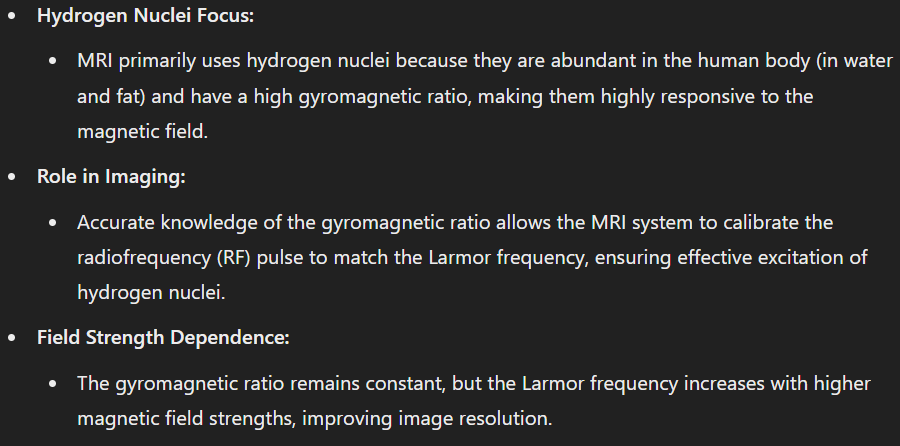 Hydrogen Nuclei Focus:
MRI primarily uses hydrogen nuclei because they are abundant in the human body (in water
and fat) and have a high gyromagnetic ratio, making them highly responsive to the
magnetic field.
Role in Imaging:
Accurate knowledge of the gyromagnetic ratio allows the MRI system to calibrate the
radiofrequency (RF) pulse to match the Larmor frequency, ensuring effective excitation of
hydrogen nuclei.
Field Strength Dependence:
The gyromagnetic ratio remains constant, but the Larmor frequency increases with higher
magnetic field strengths, improving image resolution.